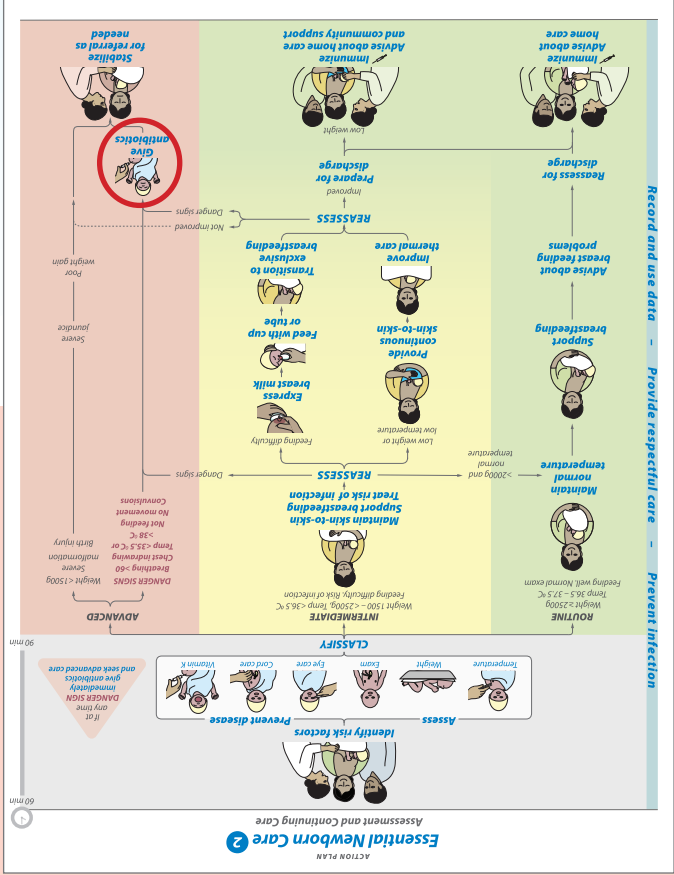 ACTION PLAN
Essential Newborn Care 2
Assessment and Continuing Care
60 min
Identify risk factors
Assess
Prevent disease
Temperature
Weight
Exam
Eye care
Cord care
Vitamin K
If at
any time
DANGER SIGN
immediately
give antibiotics
and seek advanced care
90 min
CLASSIFY
ROUTINE
Weight ≥2500g
Temp 36.5 – 37.5 ºC
Feeding well. Normal exam
Maintain
normal
temperature
Support
breastfeeding
Advise about
breast feeding
problems
Reassess for
discharge
Immunize
Advise about
home care
INTERMEDIATE
Weight 1500 – <2500g, Temp <36.5ºC
Feeding difficulty. Risk of infection
Maintain skin-to-skin
Support breastfeeding
Treat risk of infection
REASSESS
>2000g and
normal
temperature
Danger signs
Low weight or
low temperature
Provide
continuous
skin-to-skin
Improve
thermal care
Feeding difficulty
Express
breast milk
Feed with cup
or tube
Transition to
exclusive
breastfeeding
REASSESS
Not improved
Danger signs
Improved
Prepare for
discharge
Low weight
Immunize
Advise about home care
and community support
ADVANCED
DANGER SIGNS
Breathing >60
Chest indrawing
Temp <35.5 ºC or
>38 ºC
Not feeding
No movement
Convulsions
Weight <1500g
Severe
malformation
Birth injury
Severe
jaundice
Poor
weight gain
Give
antibiotics
Stabilize
for referral as
needed
Prevent infection – Provide respectful care – Record and use data